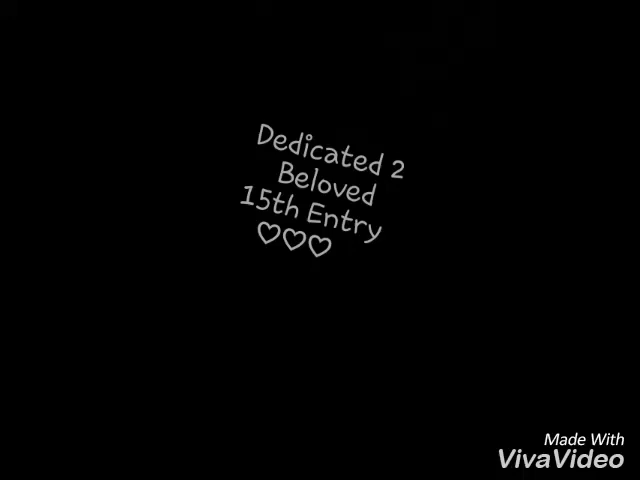 Dedicated 2
Beloved
15th Entry
♡♡♡
Made With
VivaVideo